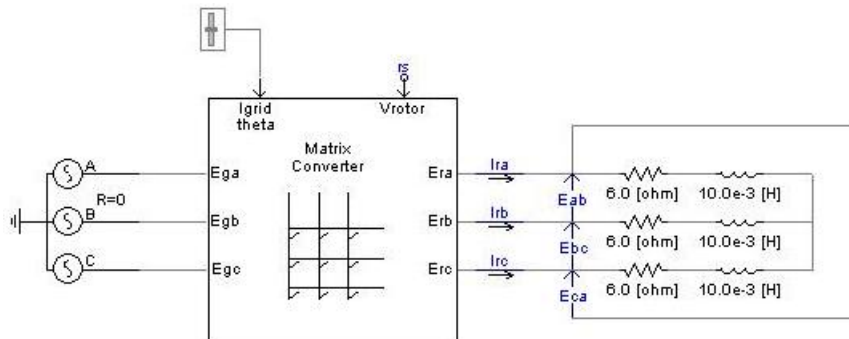 rs
Igrid
theta
Vrotor
Matrix
Converter
A
Ega
Era
Ira
6.0 [ohm]
10.0e-3 [H]
R=0
Eab
B
Egb
Erb
Irb
6.0 [ohm]
10.0e-3 [H]
Ebc
C
Egc
Erc
Irc
6.0 [ohm]
10.0e-3 [H]
Eca